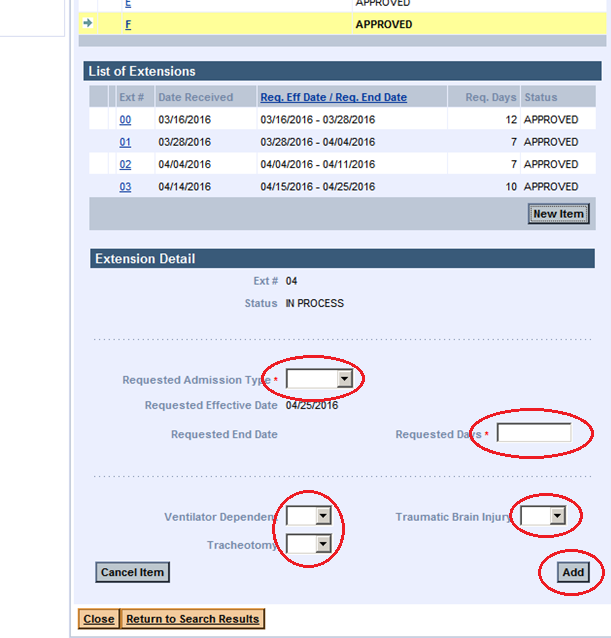 E APPROVED
F APPROVED
List of Extensions
Ext # Date Received Req. Eff Date / Req. End Date Req. Days Status
00 03/16/2016 03/16/2016 - 03/28/2016 12 APPROVED
01 03/28/2016 03/28/2016 - 04/04/2016 7 APPROVED
02 04/04/2016 04/04/2016 - 04/11/2016 7 APPROVED
03 04/14/2016 04/15/2016 - 04/25/2016 10 APPROVED
New Item
Extension Detail
Ext # 04
Status IN PROCESS
Requested Admission Type *
Requested Effective Date 04/25/2016
Requested End Date Requested Days *
Ventilator Dependent Traumatic Brain Injury
Tracheotomy
Cancel Item Add
Close Return to Search Results